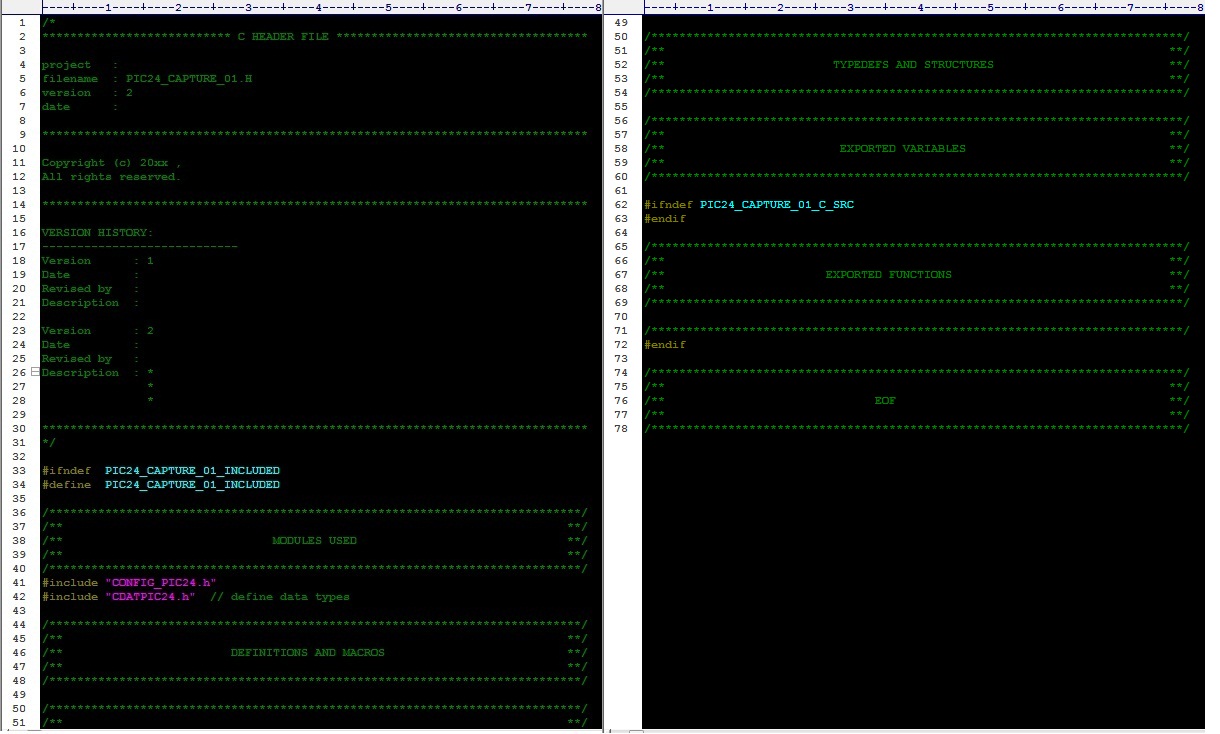 ----+----1----+----2----+----3----+----4----+----5----+----6----+----7----+----8
1 /*
2 *************************** C HEADER FILE ************************************
3
4 project   :
5 filename  : PIC24_CAPTURE_01.H
6 version   : 2
7 date      :
8
9 ******************************************************************************
10
11 Copyright (c) 20xx ,
12 All rights reserved.
13
14 ******************************************************************************
15
16 VERSION HISTORY:
17 ----------------------------
18 Version      : 1
19 Date         :
20 Revised by   :
21 Description  :
22
23 Version      : 2
24 Date         :
25 Revised by   :
26 Description  : *
27                *
28                *
29
30 ******************************************************************************
31 */
32
33 #ifndef  PIC24_CAPTURE_01_INCLUDED
34 #define  PIC24_CAPTURE_01_INCLUDED
35
36 /****************************************************************************/
37 /**                                                                        **/
38 /**                              MODULES USED                              **/
39 /**                                                                        **/
40 /****************************************************************************/
41 #include "CONFIG_PIC24.h"
42 #include "CDATPIC24.h"  // define data types
43
44 /****************************************************************************/
45 /**                                                                        **/
46 /**                        DEFINITIONS AND MACROS                          **/
47 /**                                                                        **/
48 /****************************************************************************/
49
50 /****************************************************************************/
51 /**                                                                        **/
----+----1----+----2----+----3----+----4----+----5----+----6----+----7----+----8
49
50 /****************************************************************************/
51 /**                                                                        **/
52 /**                        TYPEDEFS AND STRUCTURES                         **/
53 /**                                                                        **/
54 /****************************************************************************/
55
56 /****************************************************************************/
57 /**                                                                        **/
58 /**                         EXPORTED VARIABLES                             **/
59 /**                                                                        **/
60 /****************************************************************************/
61
62 #ifndef PIC24_CAPTURE_01_C_SRC
63 #endif
64
65 /****************************************************************************/
66 /**                                                                        **/
67 /**                       EXPORTED FUNCTIONS                               **/
68 /**                                                                        **/
69 /****************************************************************************/
70
71 /****************************************************************************/
72 #endif
73
74 /****************************************************************************/
75 /**                                                                        **/
76 /**                              EOF                                       **/
77 /**                                                                        **/
78 /****************************************************************************/